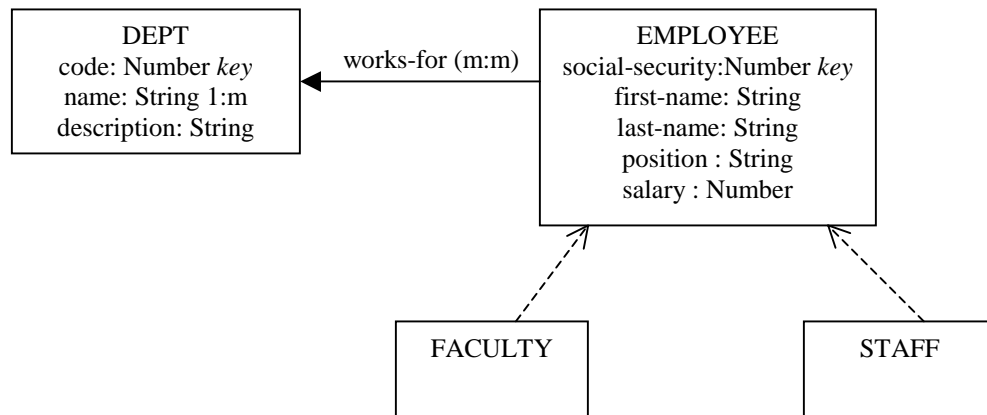 DEPT
code: Number key
name: String 1:m
description: String
works-for (m:m)
EMPLOYEE
social-security:Number key
first-name: String
last-name: String
position : String
salary : Number
FACULTY
STAFF